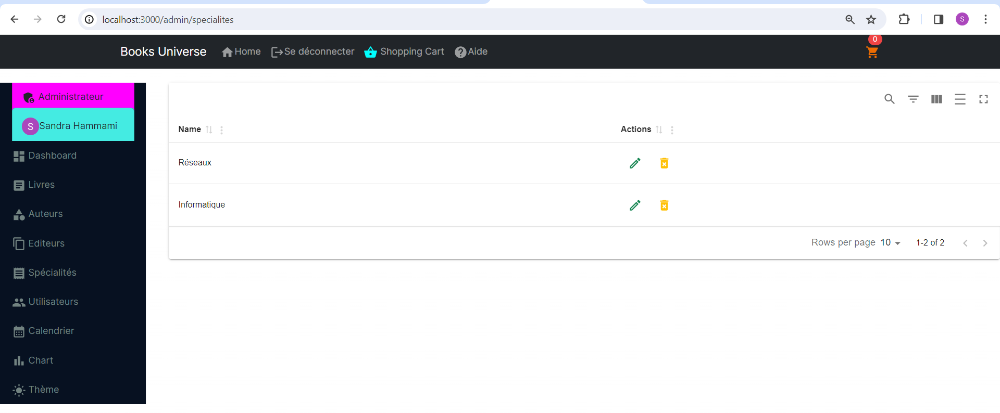 localhost:3000/admin/specialites
S
0
Books Universe Home Se déconnecter Shopping Cart Aide
Administrateur
S Sandra Hammami
Dashboard
Livres
Auteurs
Editeurs
Spécialités
Utilisateurs
Calendrier
Chart
Thème
Name Actions
Réseaux
Informatique
Rows per page 10 1-2 of 2